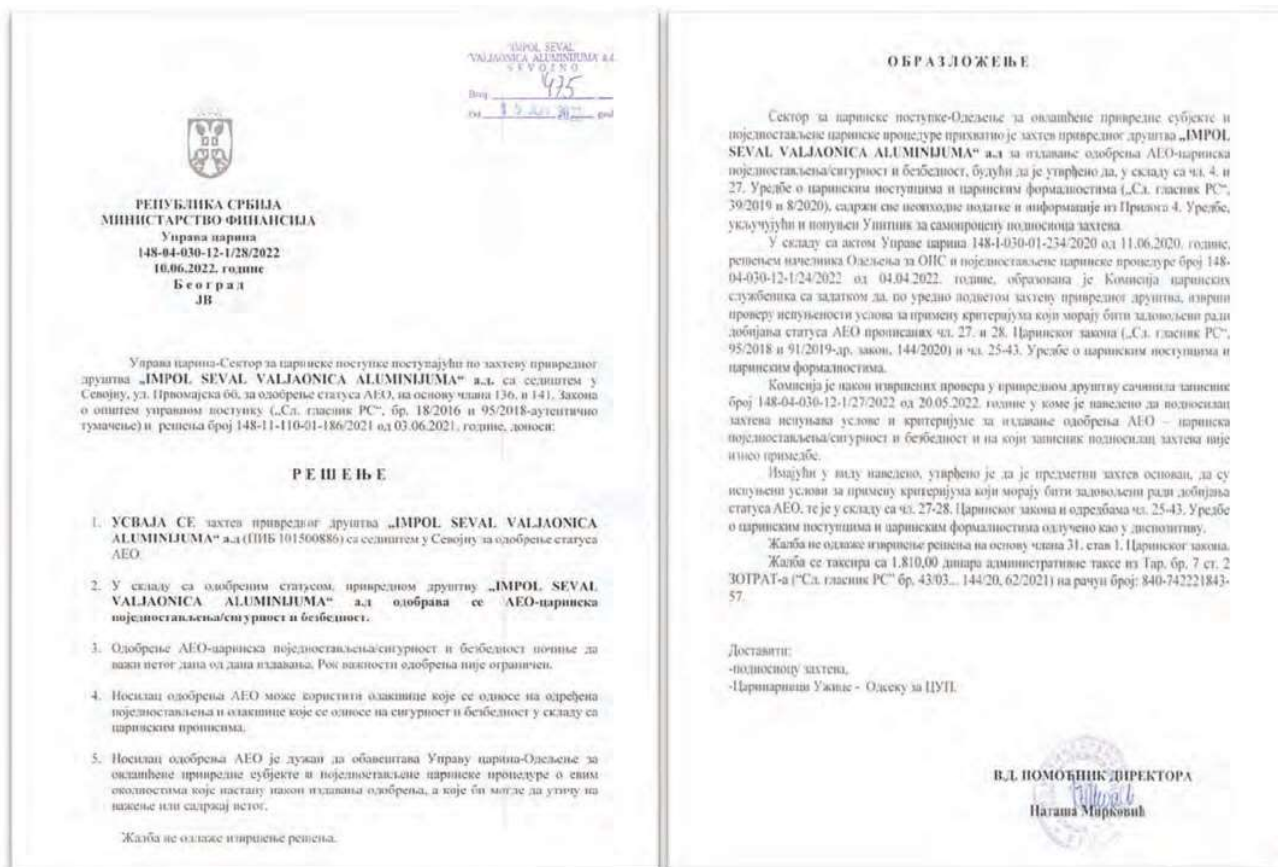 "IMPOL SEVAL"
"VALJAONICA ALUMINIJUMA" a.d.
SEVOJNO
Broj 475
Od 15 2022 god
РЕПУБЛИКА СРБИЈА
МИНИСТАРСТВО ФИНАНСИЈА
Управа царина
148-04-030-12-1/28/2022
10.06.2022. године
Београд
ЈВ
Управа царина-Сектор за царинске поступке поступајући по захтеву привредног
друштва „IMPOL SEVAL VALJAONICA ALUMINIJUMA“ а.д. са седиштем у
Севојну, ул. Првомајска бб, за одобрење статуса АЕО, на основу члана 136. и 141. Закона
о општем управном поступку („Сл. гласник РС“, бр. 18/2016 и 95/2018-аутентично
тумачење) и решења број 148-11-110-01-186/2021 од 03.06.2021. године, доноси:
РЕШЕЊЕ
1. УСВАЈА СЕ захтев привредног друштва „IMPOL SEVAL VALJAONICA
ALUMINIJUMA“ а.д (ПИБ 101500886) са седиштем у Севојну за одобрење статуса
АЕО.
2. У складу са одобреним статусом, привредном друштву „IMPOL SEVAL
VALJAONICA ALUMINIJUMA“ а.д одобрава се АЕО-царинска
поједностављења/сигурност и безбедност.
3. Одобрење АЕО-царинска поједностављења/сигурност и безбедност почиње да
важи петог дана од дана издавања. Рок важности одобрења није ограничен.
4. Носилац одобрења АЕО може користити олакшице које се односе на одређена
поједностављења и олакшице које се односе на сигурност и безбедност у складу са
царинским прописима.
5. Носилац одобрења АЕО је дужан да обавештава Управу царина-Одељење за
овлашћене привредне субјекте и поједностављене царинске процедуре о свим
околностима које настану након издавања одобрења, а које би могле да утичу на
важење или садржај истог.
Жалба не одлаже извршење решења.
ОБРАЗЛОЖЕЊЕ
Сектор за царинске поступке-Одељење за овлашћене привредне субјекте и
поједностављене царинске процедуре прихватио је захтев привредног друштва „IMPOL
SEVAL VALJAONICA ALUMINIJUMA“ а.д за издавање одобрења АЕО-царинска
поједностављења/сигурност и безбедност, будући да је утврђено да, у складу са чл. 4. и
27. Уредбе о царинским поступцима и царинским формалностима („Сл. гласник РС“,
39/2019 и 8/2020), садржи све неопходне податке и информације из Прилога 4. Уредбе,
укључујући и попуњен Упитник за самопроцену подносиоца захтева.
У складу са актом Управе царина 148-I-030-01-234/2020 од 11.06.2020. године,
решењем начелника Одељења за ОПС и поједностављене царинске процедуре број 148-
04-030-12-1/24/2022 од 04.04.2022. године, образована је Комисија царинских
службеника са задатком да, по уредно поднетом захтеву привредног друштва, изврши
проверу испуњености услова за примену критеријума који морају бити задовољени ради
добијања статуса АЕО прописаних чл. 27. и 28. Царинског закона („Сл. гласник РС“,
95/2018 и 91/2019-др. закон, 144/2020) и чл. 25-43. Уредбе о царинским поступцима и
царинским формалностима.
Комисија је након извршених провера у привредном друштву сачинила записник
број 148-04-030-12-1/27/2022 од 20.05.2022. године у коме је наведено да подносилац
захтева испуњава услове и критеријуме за издавање одобрења АЕО – царинска
поједностављења/сигурност и безбедност и на који записник подносилац захтева није
изнео примедбе.
Имајући у виду наведено, утврђено је да је предметни захтев основан, да су
испуњени услови за примену критеријума који морају бити задовољени ради добијања
статуса АЕО, те је у складу са чл. 27-28. Царинског закона и одредбама чл. 25-43. Уредбе
о царинским поступцима и царинским формалностима одлучено као у диспозитиву.
Жалба не одлаже извршење решења на основу члана 31. став 1. Царинског закона.
Жалба се таксира са 1.810,00 динара административне таксе из Тар. бр. 7 ст. 2
ЗОТРАТ-а ("Сл. гласник РС" бр. 43/03... 144/20, 62/2021) на рачун број: 840-742221843-
57.
Доставити:
-подносиоцу захтева,
-Царинарници Ужице - Одсеку за ЦУП.
В.Д. ПОМОЋНИК ДИРЕКТОРА
Наташа Мирковић